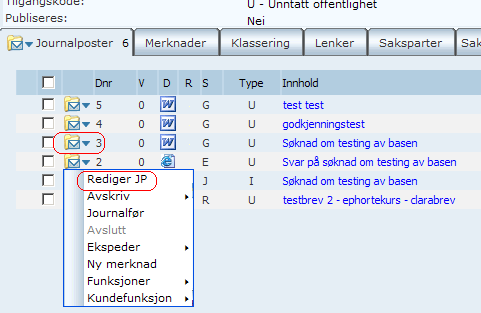 Tilgangskode: U - Unntatt offentlighet
Publiseres: Nei
Journalposter 6 Merknader Klassering Lenker Saksparter Sak
Dnr V D R S Type Innhold
5 0 G U test test
4 0 G U godkjenningstest
3 0 G U Søknad om testing av basen
2 0 E U Svar på søknad om testing av basen
J I Søknad om testing av basen
R U testbrev 2 - ephortekurs - clarabrev
Rediger JP
Avskriv
Journalfør
Avslutt
Ekspeder
Ny merknad
Funksjoner
Kundefunksjon